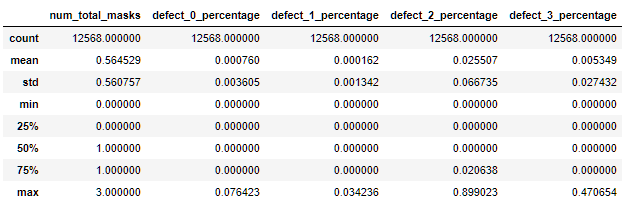 num_total_masks defect_0_percentage defect_1_percentage defect_2_percentage defect_3_percentage
count 12568.000000 12568.000000 12568.000000 12568.000000 12568.000000
mean 0.564529 0.000760 0.000162 0.025507 0.005349
std 0.560757 0.003605 0.001342 0.066735 0.027432
min 0.000000 0.000000 0.000000 0.000000 0.000000
25% 0.000000 0.000000 0.000000 0.000000 0.000000
50% 1.000000 0.000000 0.000000 0.000000 0.000000
75% 1.000000 0.000000 0.000000 0.020638 0.000000
max 3.000000 0.076423 0.034236 0.899023 0.470654